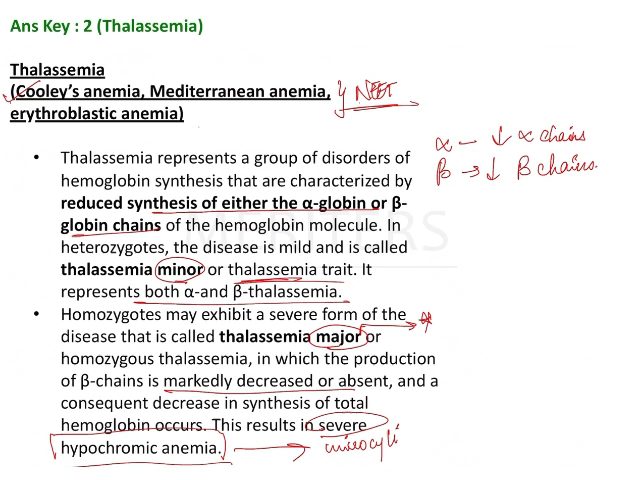 Ans Key : 2 (Thalassemia)
Thalassemia
(Cooley's anemia, Mediterranean anemia,
erythroblastic anemia)
NEET
α – ↓ α chains
β → ↓ β chains.
• Thalassemia represents a group of disorders of
hemoglobin synthesis that are characterized by
reduced synthesis of either the α-globin or β-
globin chains of the hemoglobin molecule. In
heterozygotes, the disease is mild and is called
thalassemia minor or thalassemia trait. It
represents both α-and β-thalassemia.
• Homozygotes may exhibit a severe form of the
disease that is called thalassemia major or
homozygous thalassemia, in which the production
of β-chains is markedly decreased or absent, and a
consequent decrease in synthesis of total
hemoglobin occurs. This results in severe
hypochromic anemia.